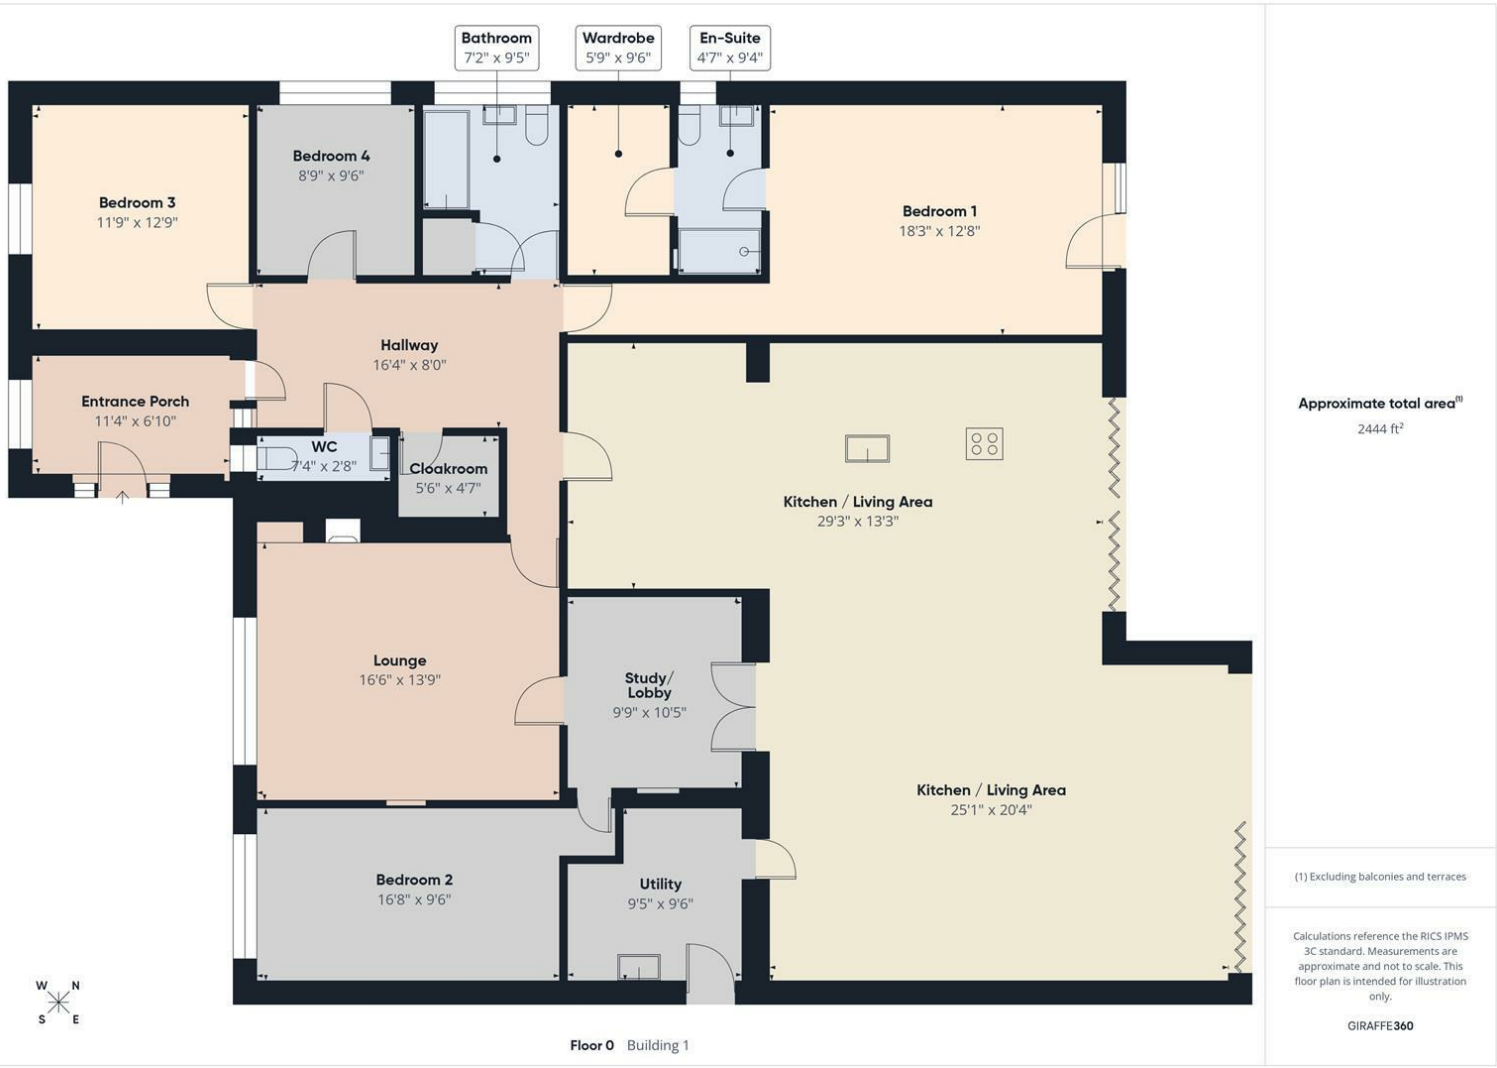 Bathroom
7'2" x 9'5"
Wardrobe
5'9" x 9'6"
En-Suite
4'7" x 9'4"
Bedroom 3
11'9" x 12'9"
Bedroom 4
8'9" x 9'6"
Bedroom 1
18'3" x 12'8"
Hallway
16'4" x 8'0"
Entrance Porch
11'4" x 6'10"
WC
7'4" x 2'8"
Cloakroom
5'6" x 4'7"
Kitchen / Living Area
29'3" x 13'3"
Lounge
16'6" x 13'9"
Study/
Lobby
9'9" x 10'5"
Kitchen / Living Area
25'1" x 20'4"
Bedroom 2
16'8" x 9'6"
Utility
9'5" x 9'6"
W N
S E
Floor 0 Building 1
Approximate total area(1)
2444 ft²
(1) Excluding balconies and terraces
Calculations reference the RICS IPMS
3C standard. Measurements are
approximate and not to scale. This
floor plan is intended for illustration
only.
GIRAFFE360